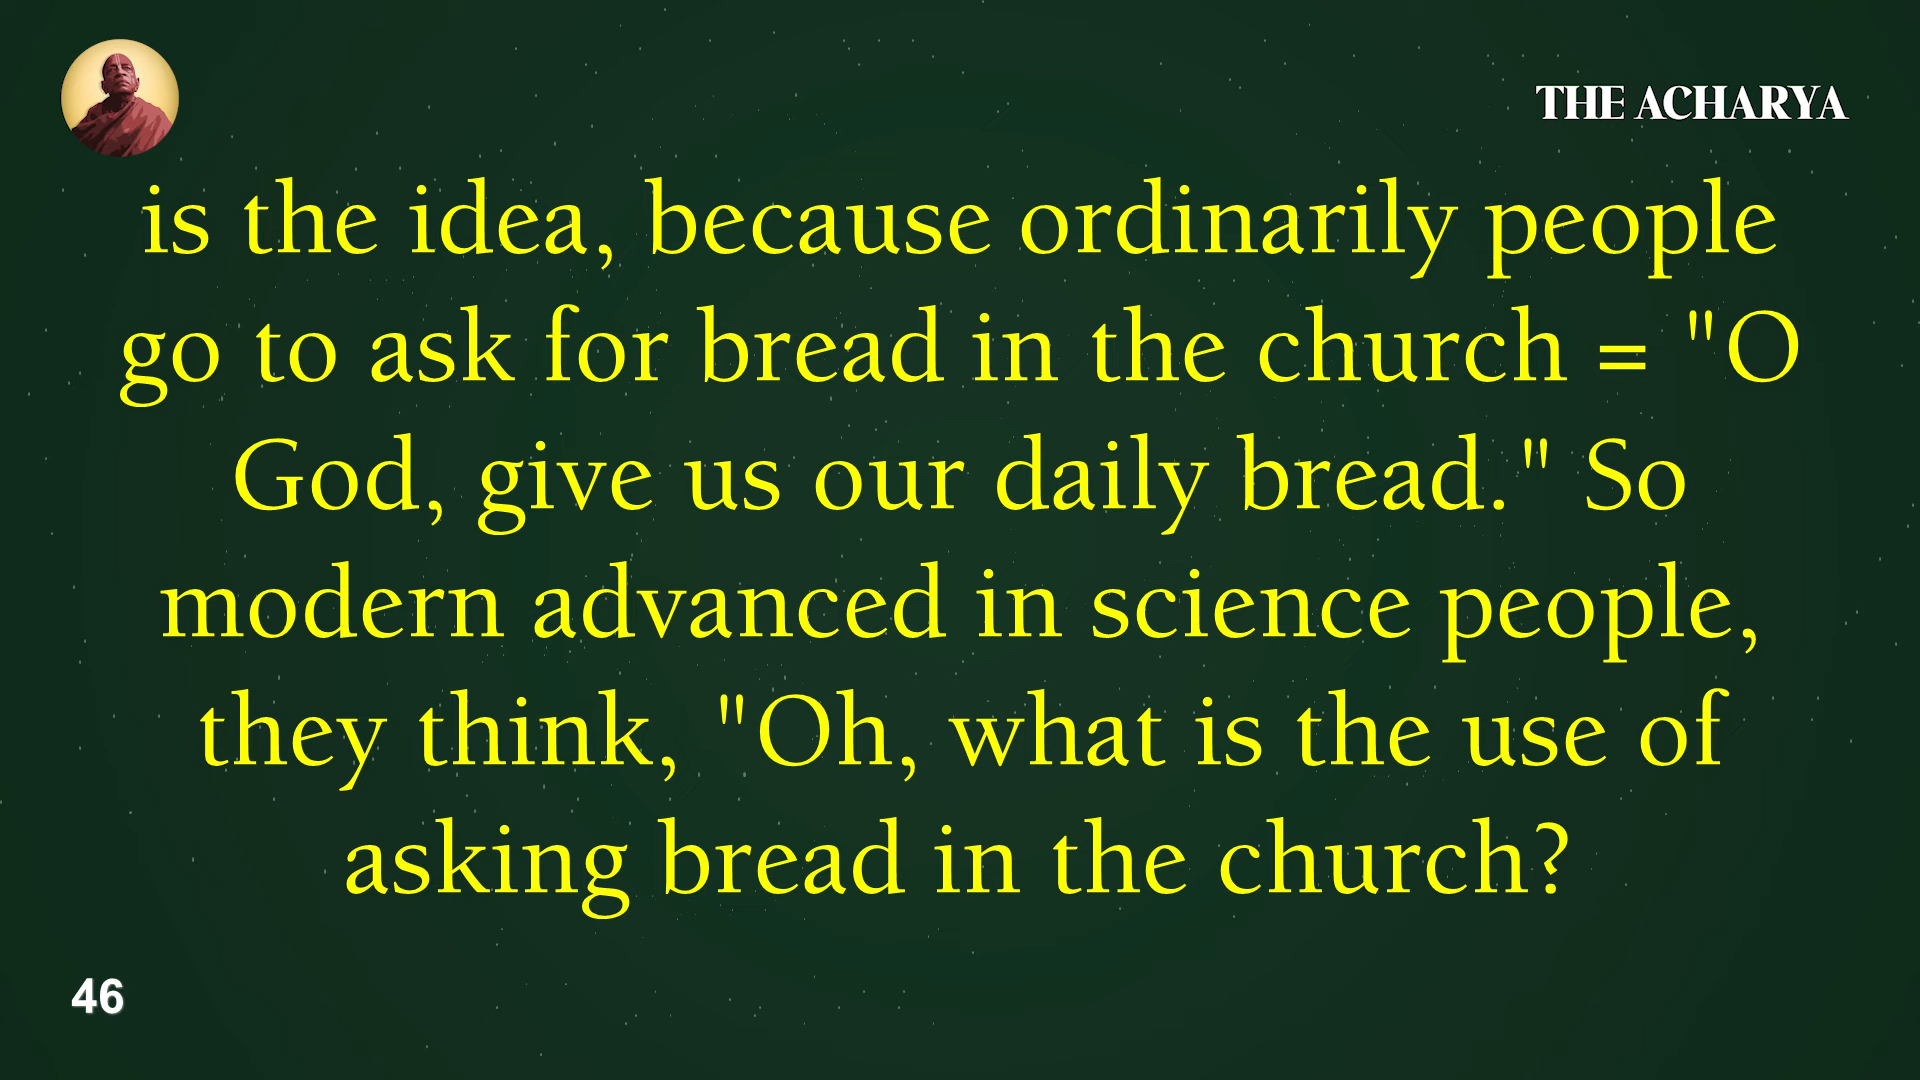 THE ACHARYA
is the idea, because ordinarily people
go to ask for bread in the church = "O
God, give us our daily bread." So
modern advanced in science people,
they think, "Oh, what is the use of
asking bread in the church?
46